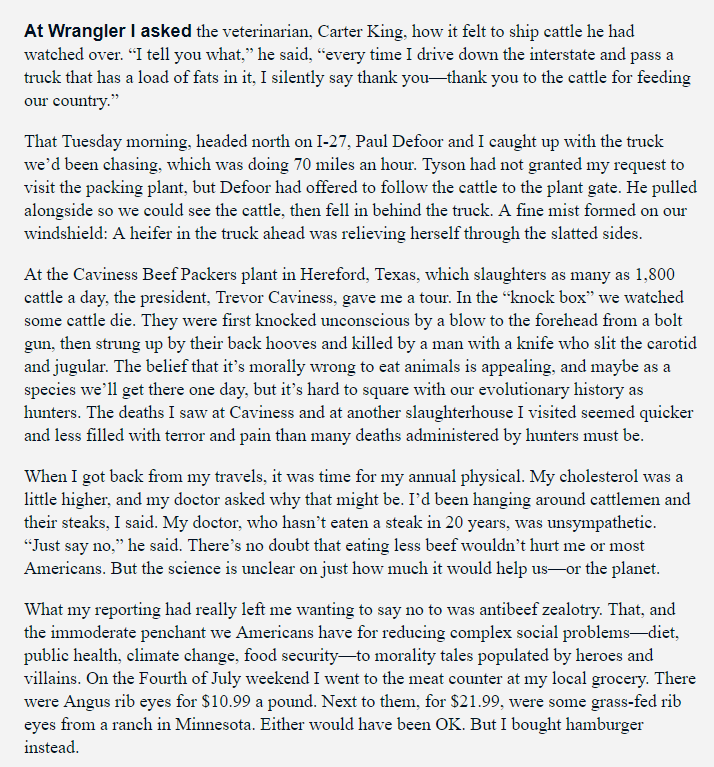 At Wrangler I asked the veterinarian, Carter King, how it felt to ship cattle he had
watched over. “I tell you what,” he said, “every time I drive down the interstate and pass a
truck that has a load of fats in it, I silently say thank you—thank you to the cattle for feeding
our country.”
That Tuesday morning, headed north on I-27, Paul Defoor and I caught up with the truck
we’d been chasing, which was doing 70 miles an hour. Tyson had not granted my request to
visit the packing plant, but Defoor had offered to follow the cattle to the plant gate. He pulled
alongside so we could see the cattle, then fell in behind the truck. A fine mist formed on our
windshield: A heifer in the truck ahead was relieving herself through the slatted sides.
At the Caviness Beef Packers plant in Hereford, Texas, which slaughters as many as 1,800
cattle a day, the president, Trevor Caviness, gave me a tour. In the “knock box” we watched
some cattle die. They were first knocked unconscious by a blow to the forehead from a bolt
gun, then strung up by their back hooves and killed by a man with a knife who slit the carotid
and jugular. The belief that it’s morally wrong to eat animals is appealing, and maybe as a
species we’ll get there one day, but it’s hard to square with our evolutionary history as
hunters. The deaths I saw at Caviness and at another slaughterhouse I visited seemed quicker
and less filled with terror and pain than many deaths administered by hunters must be.
When I got back from my travels, it was time for my annual physical. My cholesterol was a
little higher, and my doctor asked why that might be. I’d been hanging around cattlemen and
their steaks, I said. My doctor, who hasn’t eaten a steak in 20 years, was unsympathetic.
“Just say no,” he said. There’s no doubt that eating less beef wouldn’t hurt me or most
Americans. But the science is unclear on just how much it would help us—or the planet.
What my reporting had really left me wanting to say no to was antibeef zealotry. That, and
the immoderate penchant we Americans have for reducing complex social problems—diet,
public health, climate change, food security—to morality tales populated by heroes and
villains. On the Fourth of July weekend I went to the meat counter at my local grocery. There
were Angus rib eyes for $10.99 a pound. Next to them, for $21.99, were some grass-fed rib
eyes from a ranch in Minnesota. Either would have been OK. But I bought hamburger
instead.